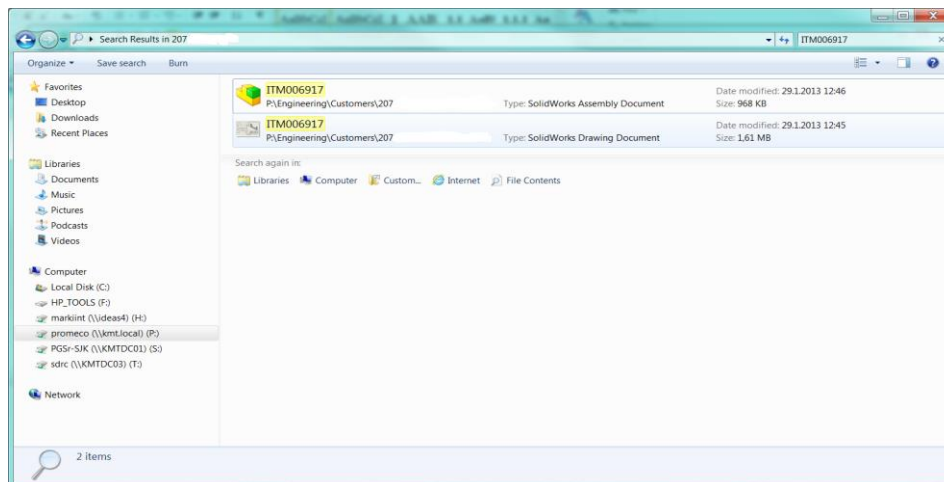 Search Results in 207
ITM006917
Organize
Save search
Burn
Favorites
Desktop
Downloads
Recent Places
Libraries
Documents
Music
Pictures
Podcasts
Videos
Computer
Local Disk (C:)
HP_TOOLS (F:)
markiint (\\ideas4) (H:)
promeco (\\kmt.local) (P:)
PGSr-SJK (\\KMTDC01) (S:)
sdrc (\\KMTDC03) (T:)
Network
ITM006917
P:\Engineering\Customers\207
Type: SolidWorks Assembly Document
Date modified: 29.1.2013 12:46
Size: 968 KB
ITM006917
P:\Engineering\Customers\207
Type: SolidWorks Drawing Document
Date modified: 29.1.2013 12:45
Size: 1,61 MB
Search again in:
Libraries Computer Custom... Internet File Contents
2 items